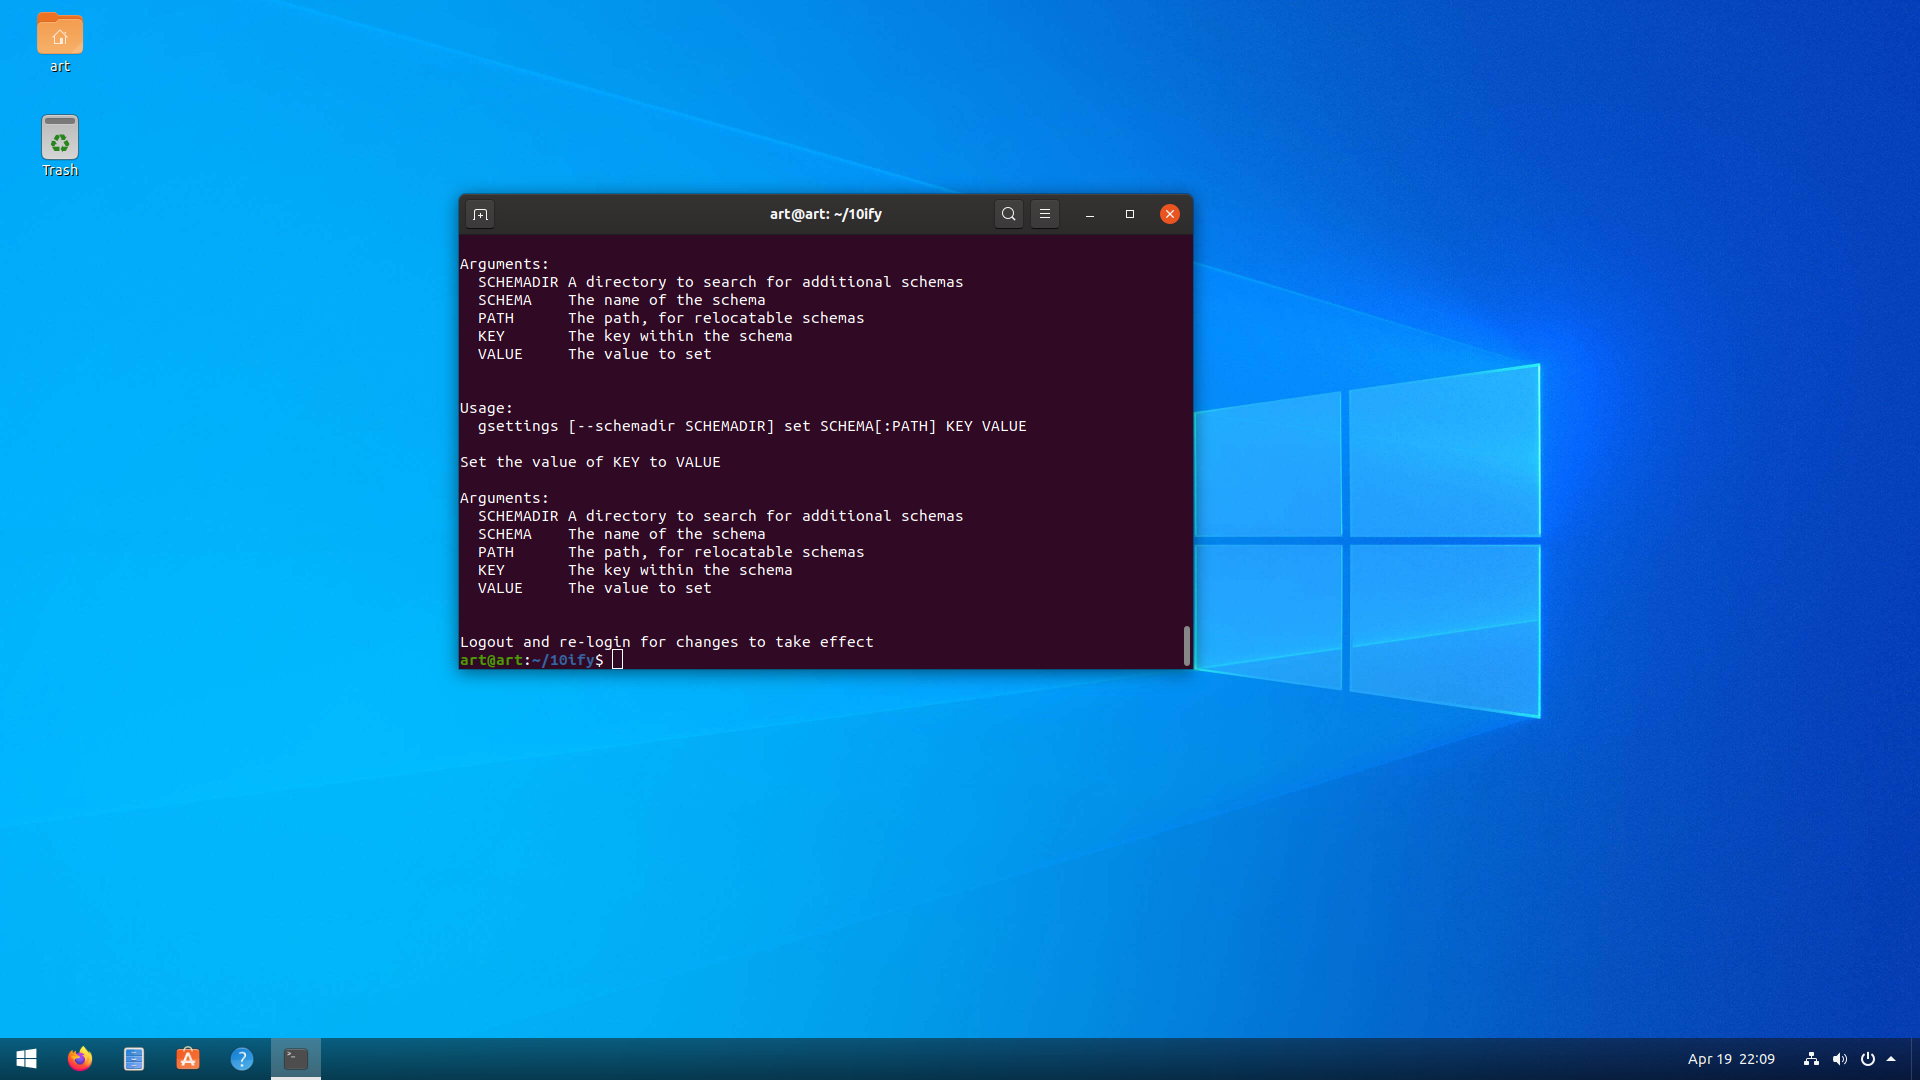 art
Trash
art@art: ~/10ify
Arguments:
  SCHEMADIR A directory to search for additional schemas
  SCHEMA    The name of the schema
  PATH      The path, for relocatable schemas
  KEY       The key within the schema
  VALUE     The value to set
Usage:
  gsettings [--schemadir SCHEMADIR] set SCHEMA[:PATH] KEY VALUE
Set the value of KEY to VALUE
Arguments:
  SCHEMADIR A directory to search for additional schemas
  SCHEMA    The name of the schema
  PATH      The path, for relocatable schemas
  KEY       The key within the schema
  VALUE     The value to set
Logout and re-login for changes to take effect
art@art:~/10ify$
Apr 19 22:09